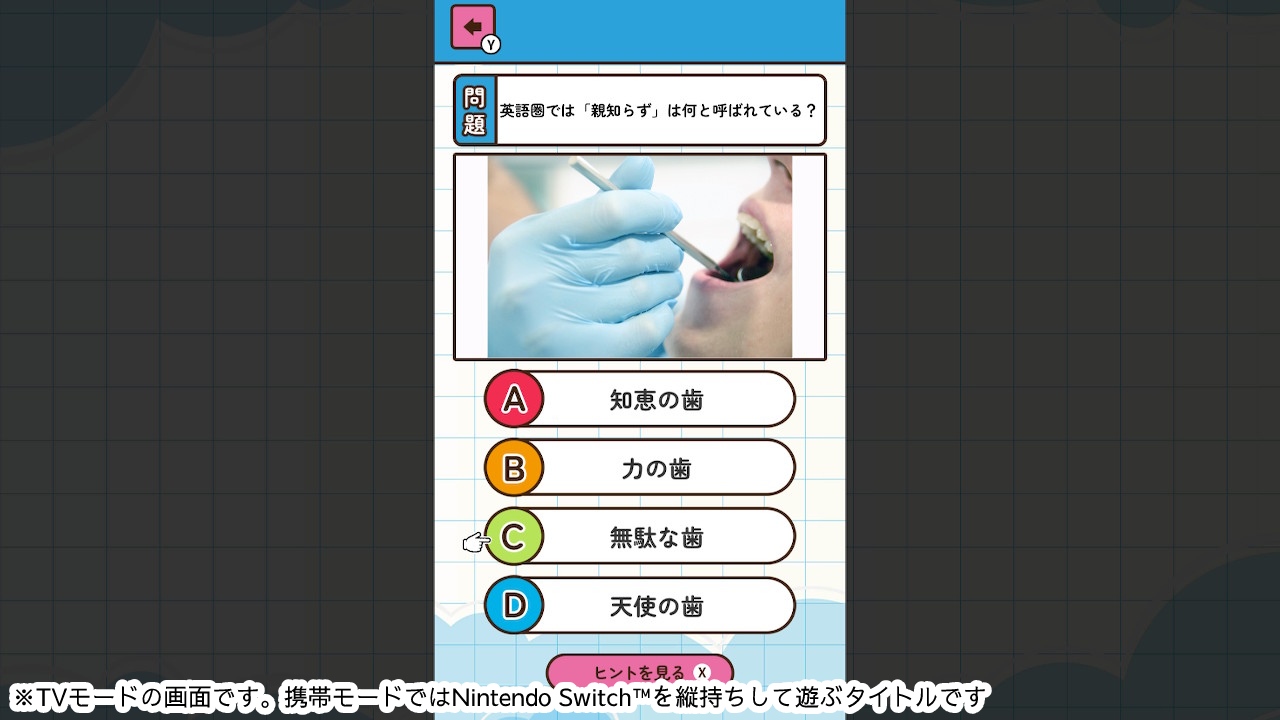 Y
問題
英語圏では「親知らず」は何と呼ばれている？
A 知恵の歯
B 力の歯
C 無駄な歯
D 天使の歯
ヒントを見る X
※TVモードの画面です。携帯モードではNintendo Switch™を縦持ちして遊ぶタイトルです